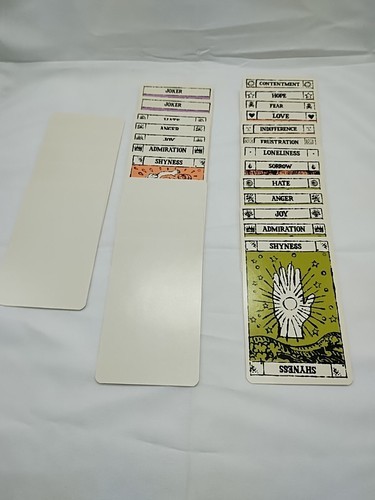 JOKER
JOKER
ANGER
JOY
ADMIRATION
SHYNESS
CONTENTMENT
HOPE
FEAR
LOVE
INDIFFERENCE
FRUSTRATION
LONELINESS
SORROW
HATE
ANGER
JOY
ADMIRATION
SHYNESS
SHYNESS